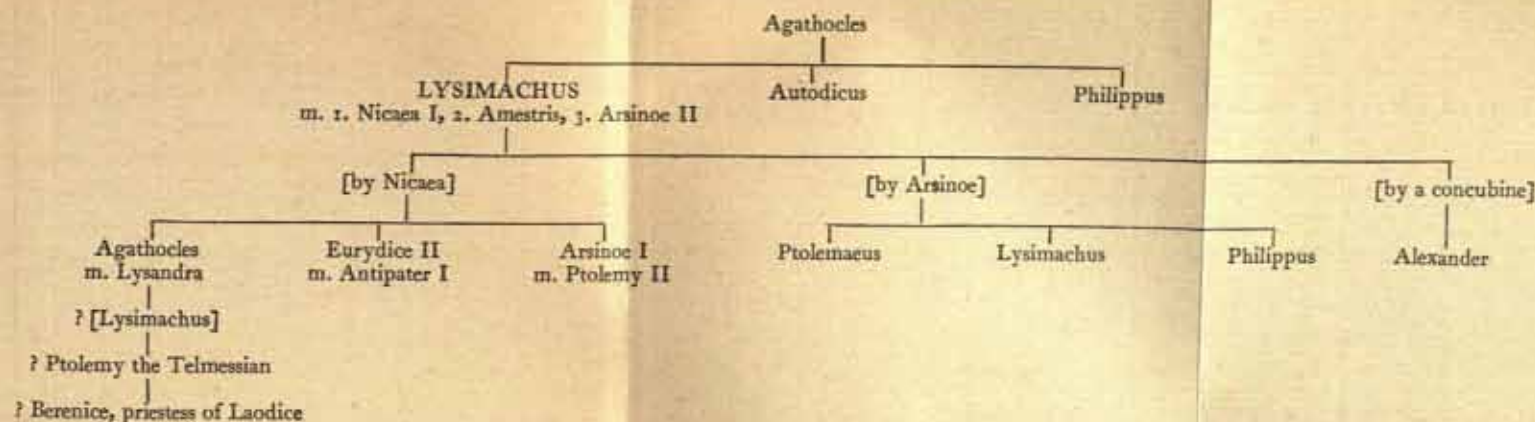 Agathocles
LYSIMACHUS Autodicus Philippus
m. 1. Nicaea I, 2. Amestris, 3. Arsinoe II
[by Nicaea] [by Arsinoe] [by a concubine]
Agathocles Eurydice II Arsinoe I Ptolemaeus Lysimachus Philippus Alexander
m. Lysandra m. Antipater I m. Ptolemy II
? [Lysimachus]
? Ptolemy the Telmessian
? Berenice, priestess of Laodice